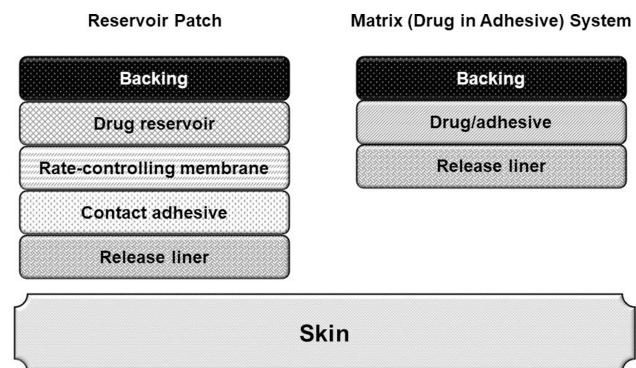 Reservoir Patch
Backing
Drug reservoir
Rate-controlling membrane
Contact adhesive
Release liner
Matrix (Drug in Adhesive) System
Backing
Drug/adhesive
Release liner
Skin